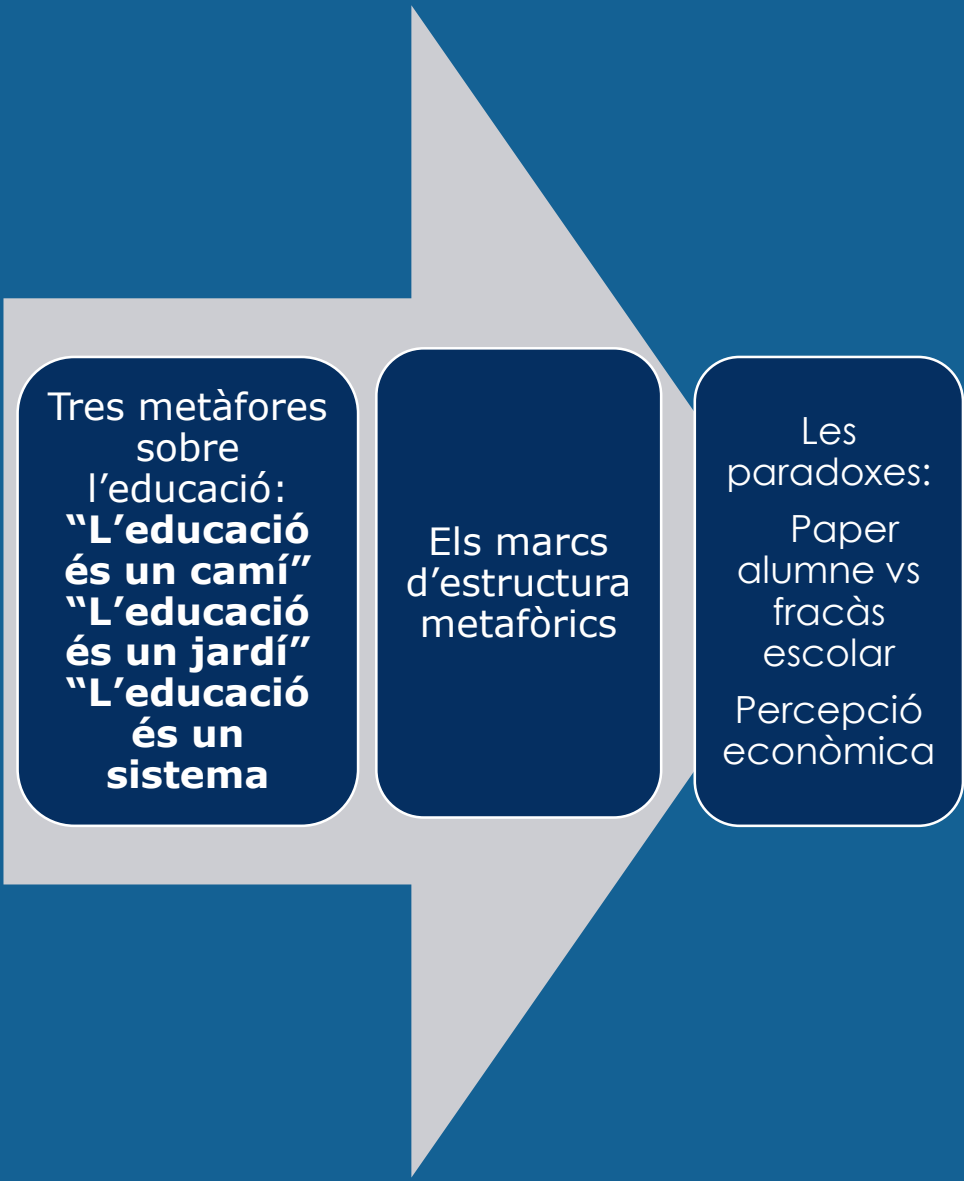 Tres metàfores
sobre
l’educació:
“L’educació
és un camí”
“L’educació
és un jardí”
“L’educació
és un
sistema
Els marcs
d’estructura
metafòrics
Les
paradoxes:
Paper
alumne vs
fracàs
escolar
Percepció
econòmica